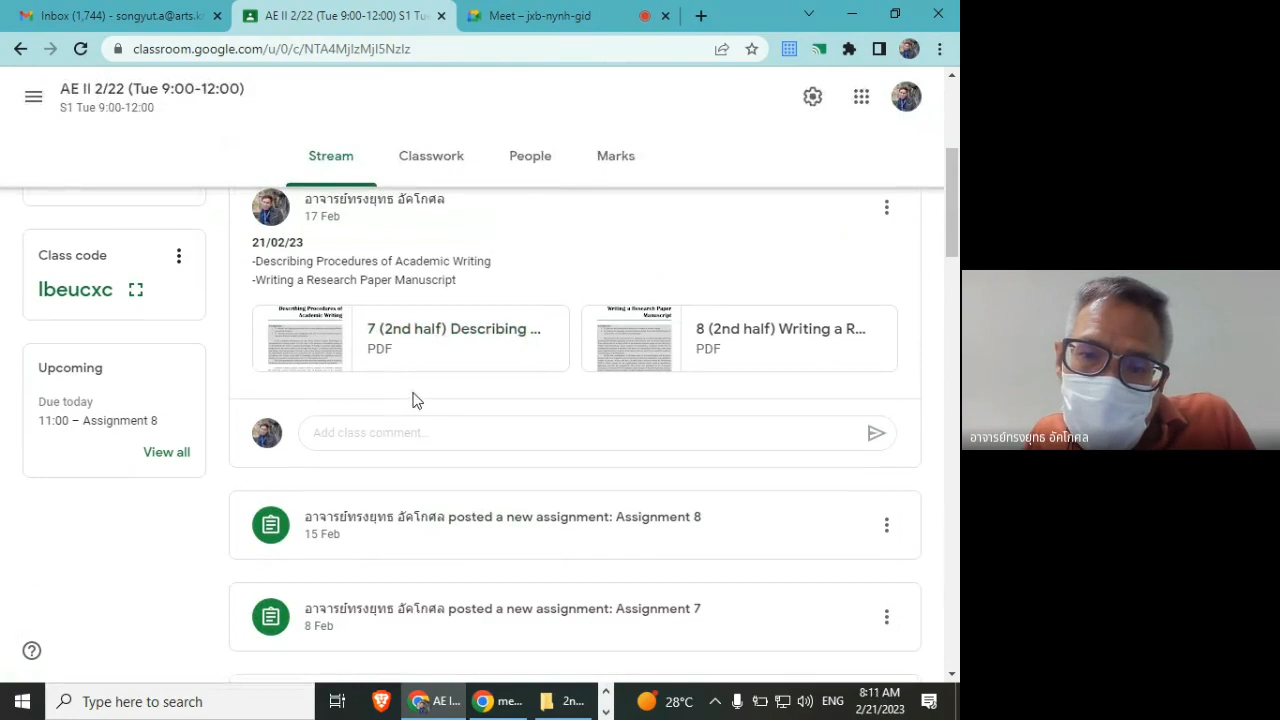 Inbox (1,744) - songyut.a@arts.kr
AE II 2/22 (Tue 9:00-12:00) S1 Tu
Meet – jxb-nynh-gid
classroom.google.com/u/0/c/NTA4MjIzMjI5NzIz
AE II 2/22 (Tue 9:00-12:00)
S1 Tue 9:00-12:00
Stream
Classwork
People
Marks
อาจารย์ทรงยุทธ อัคโกศล
17 Feb
21/02/23
-Describing Procedures of Academic Writing
-Writing a Research Paper Manuscript
Describing Procedures of
Academic Writing
7 (2nd half) Describing ...
PDF
Writing a Research Paper
Manuscript
8 (2nd half) Writing a R...
PDF
Class code
lbeucxc
Upcoming
Due today
11:00 – Assignment 8
View all
Add class comment...
อาจารย์ทรงยุทธ อัคโกศล posted a new assignment: Assignment 8
15 Feb
อาจารย์ทรงยุทธ อัคโกศล posted a new assignment: Assignment 7
8 Feb
อาจารย์ทรงยุทธ อัคโกศล
Type here to search
AE I...
me...
2n...
28°C
ENG
8:11 AM
2/21/2023